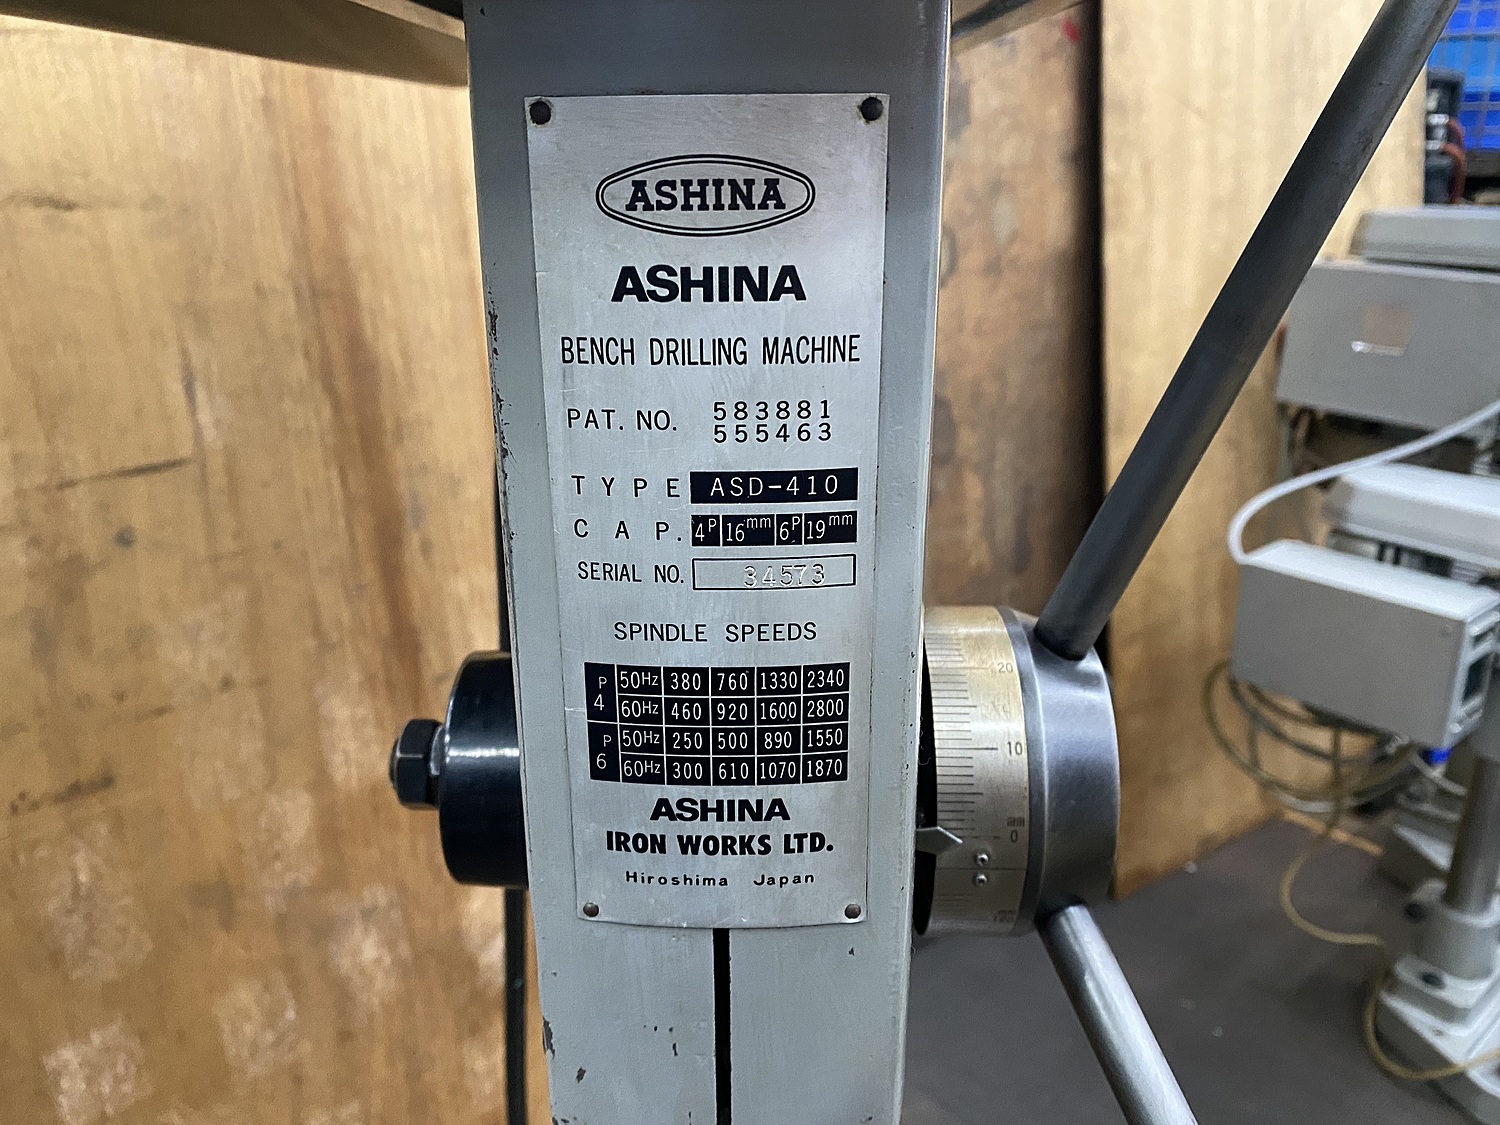 ASHINA
ASHINA
BENCH DRILLING MACHINE
PAT. NO. 583881
555463
TYPE ASD-410
CAP. 4P 16mm 6P 19mm
SERIAL NO. 34573
SPINDLE SPEEDS
P 4 50Hz 380 760 1330 2340
60Hz 460 920 1600 2800
P 6 50Hz 250 500 890 1550
60Hz 300 610 1070 1870
ASHINA
IRON WORKS LTD.
Hiroshima Japan
20
10
mm
0